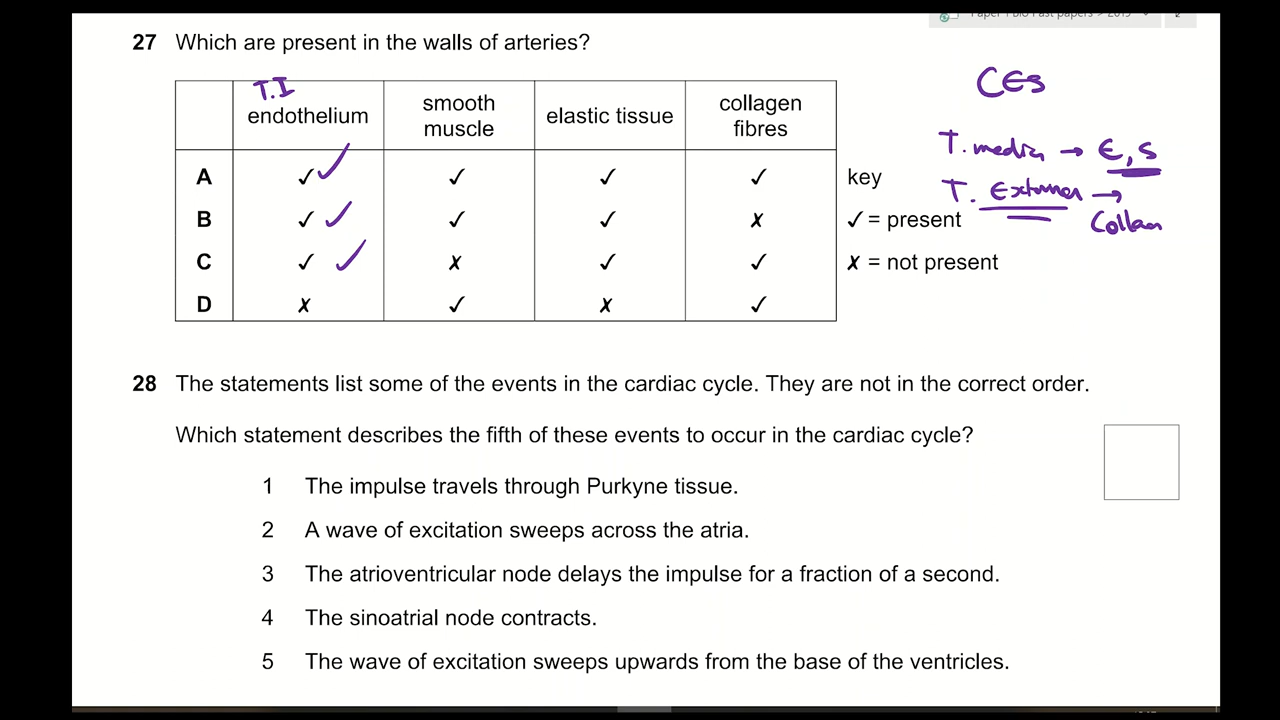 27 Which are present in the walls of arteries?
T.I
endothelium smooth muscle elastic tissue collagen fibres
CES
T. media → E, S
T. Externa →
Collan
A ✓ ✓ ✓ ✓ key
B ✓ ✓ ✓ ✗ ✓ = present
C ✓ ✗ ✓ ✓ ✗ = not present
D ✗ ✓ ✗ ✓
28 The statements list some of the events in the cardiac cycle. They are not in the correct order.
Which statement describes the fifth of these events to occur in the cardiac cycle?
1 The impulse travels through Purkyne tissue.
2 A wave of excitation sweeps across the atria.
3 The atrioventricular node delays the impulse for a fraction of a second.
4 The sinoatrial node contracts.
5 The wave of excitation sweeps upwards from the base of the ventricles.